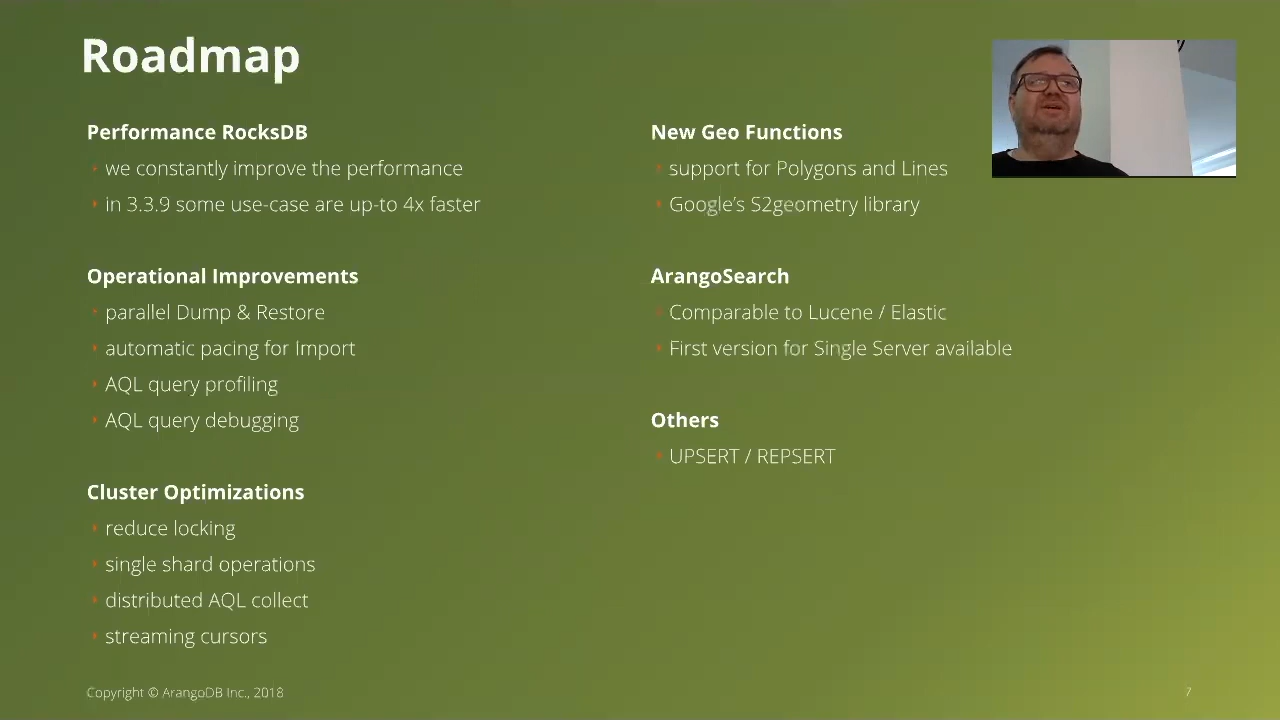 Roadmap
Performance RocksDB
we constantly improve the performance
in 3.3.9 some use-case are up-to 4x faster
Operational Improvements
parallel Dump & Restore
automatic pacing for Import
AQL query profiling
AQL query debugging
Cluster Optimizations
reduce locking
single shard operations
distributed AQL collect
streaming cursors
New Geo Functions
support for Polygons and Lines
Google's S2geometry library
ArangoSearch
Comparable to Lucene / Elastic
First version for Single Server available
Others
UPSERT / REPSERT
Copyright © ArangoDB Inc., 2018
7